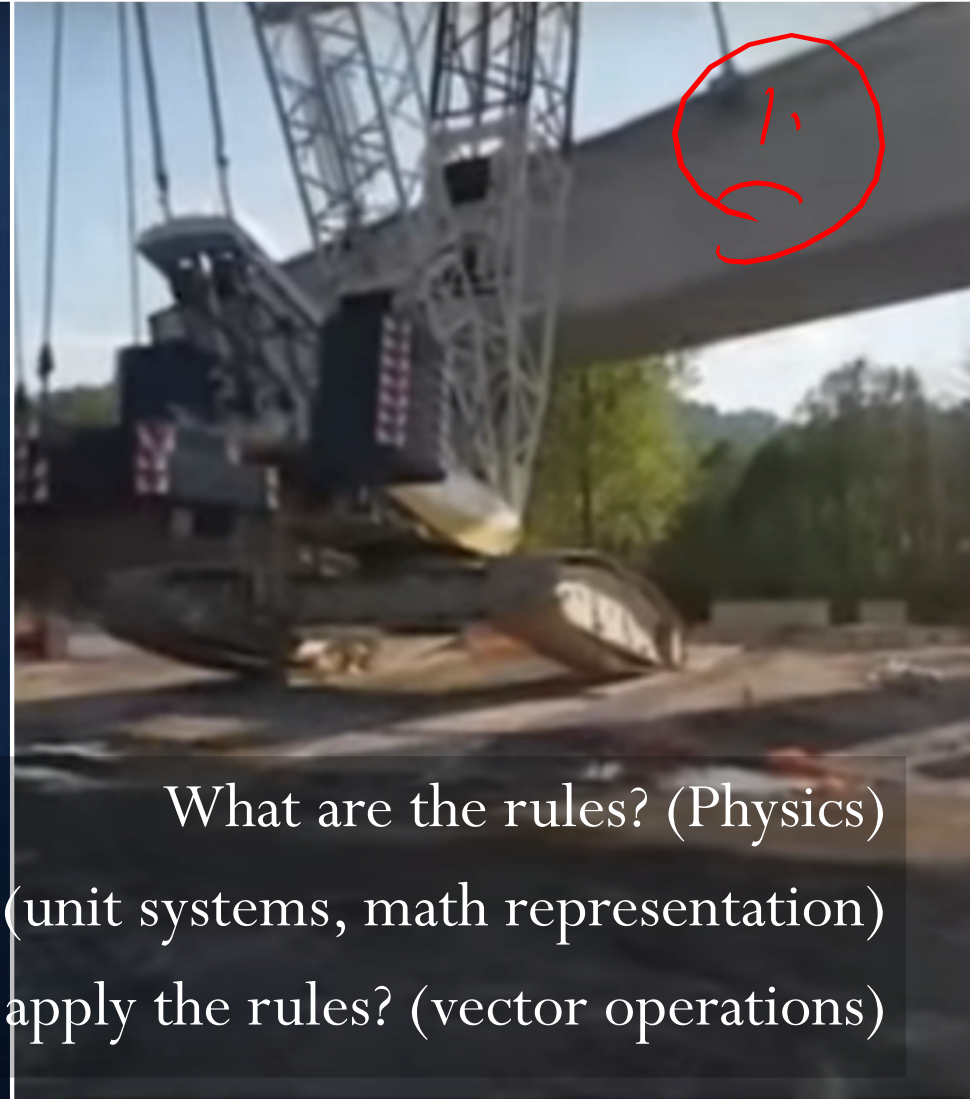 What are the rules? (Physics)
(unit systems, math representation)
apply the rules? (vector operations)